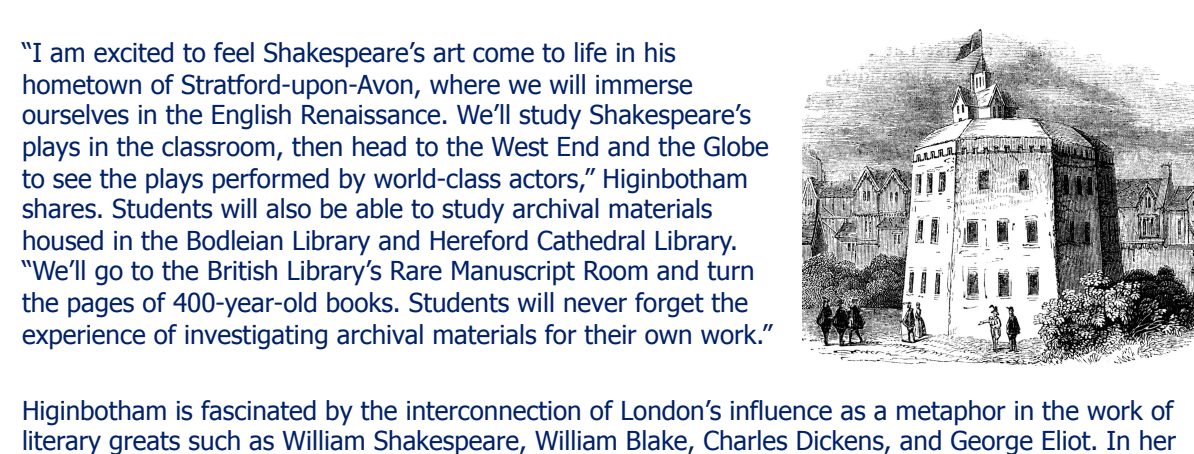 “I am excited to feel Shakespeare’s art come to life in his
hometown of Stratford-upon-Avon, where we will immerse
ourselves in the English Renaissance. We’ll study Shakespeare’s
plays in the classroom, then head to the West End and the Globe
to see the plays performed by world-class actors,” Higinbotham
shares. Students will also be able to study archival materials
housed in the Bodleian Library and Hereford Cathedral Library.
“We’ll go to the British Library’s Rare Manuscript Room and turn
the pages of 400-year-old books. Students will never forget the
experience of investigating archival materials for their own work.”
Higinbotham is fascinated by the interconnection of London’s influence as a metaphor in the work of
literary greats such as William Shakespeare, William Blake, Charles Dickens, and George Eliot. In her